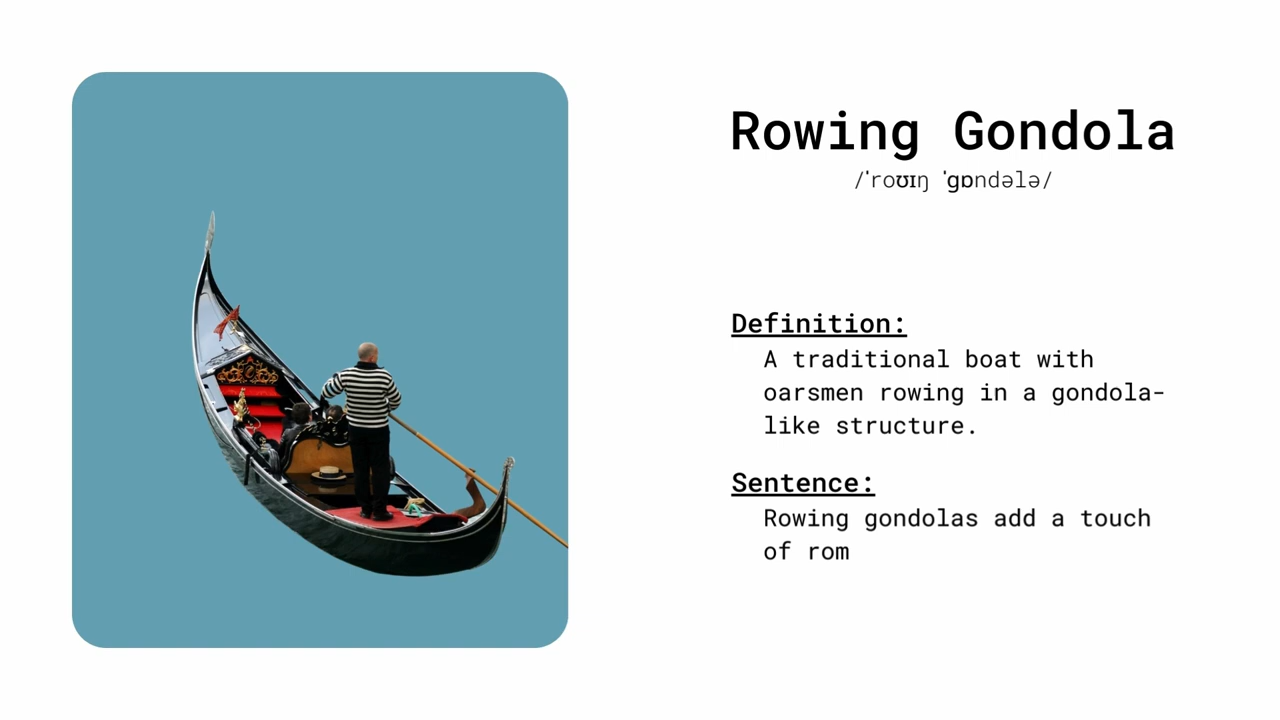 Rowing Gondola
/ˈroʊɪŋ ˈɡɒndələ/
Definition:
A traditional boat with
oarsmen rowing in a gondola-
like structure.
Sentence:
Rowing gondolas add a touch
of rom